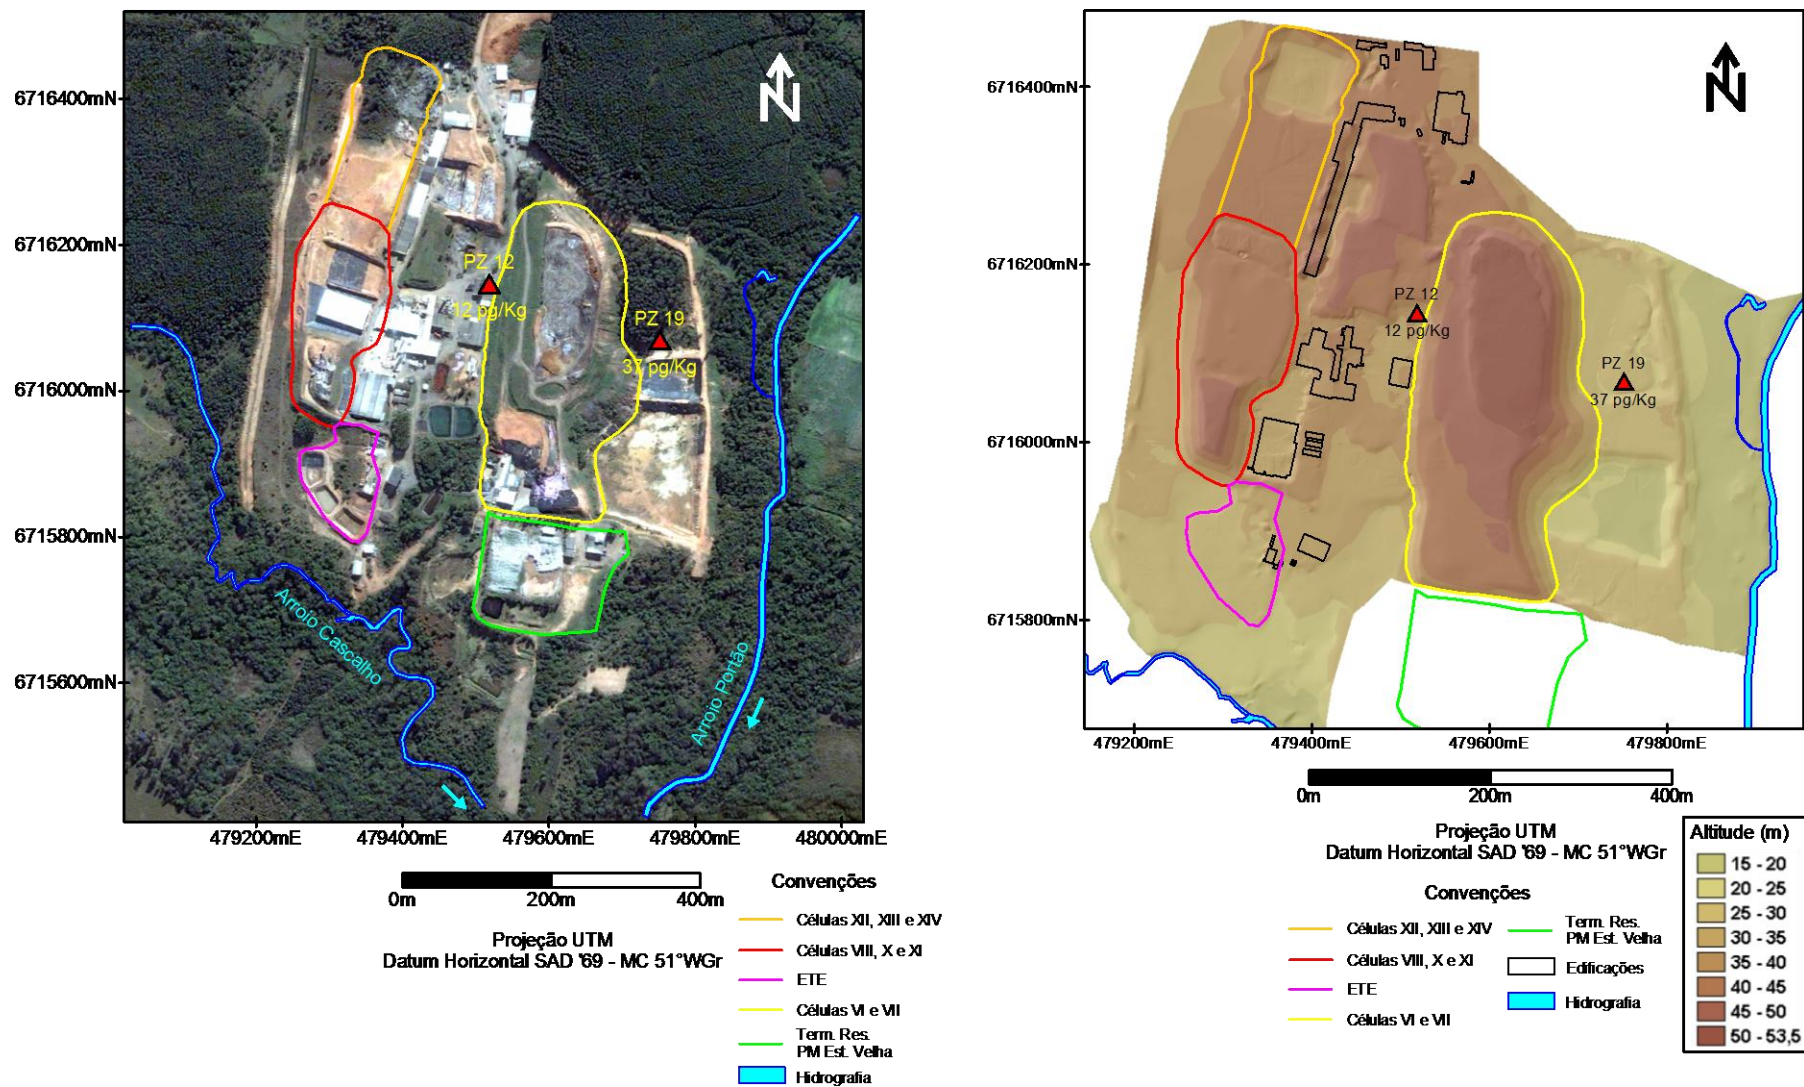 N
6716400mN
6716200mN
6716000mN
6715800mN
6715600mN
PZ 12
12 pg/Kg
PZ 19
37 pg/Kg
Arroio Cascalho
Arroio Portão
479200mE
479400mE
479600mE
479800mE
480000mE
0m
200m
400m
Projeção UTM
Datum Horizontal SAD '69 - MC 51°WGr
Convenções
Células XII, XIII e XIV
Células VIII, X e XI
ETE
Células VI e VII
Term. Res.
PM Est. Velha
Hidrografia
N
6716400mN
6716200mN
6716000mN
6715800mN
PZ 12
12 pg/Kg
PZ 19
37 pg/Kg
479200mE
479400mE
479600mE
479800mE
0m
200m
400m
Projeção UTM
Datum Horizontal SAD '69 - MC 51°WGr
Convenções
Células XII, XIII e XIV
Células VIII, X e XI
ETE
Células VI e VII
Term. Res.
PM Est. Velha
Edificações
Hidrografia
Altitude (m)
15 - 20
20 - 25
25 - 30
30 - 35
35 - 40
40 - 45
45 - 50
50 - 53,5